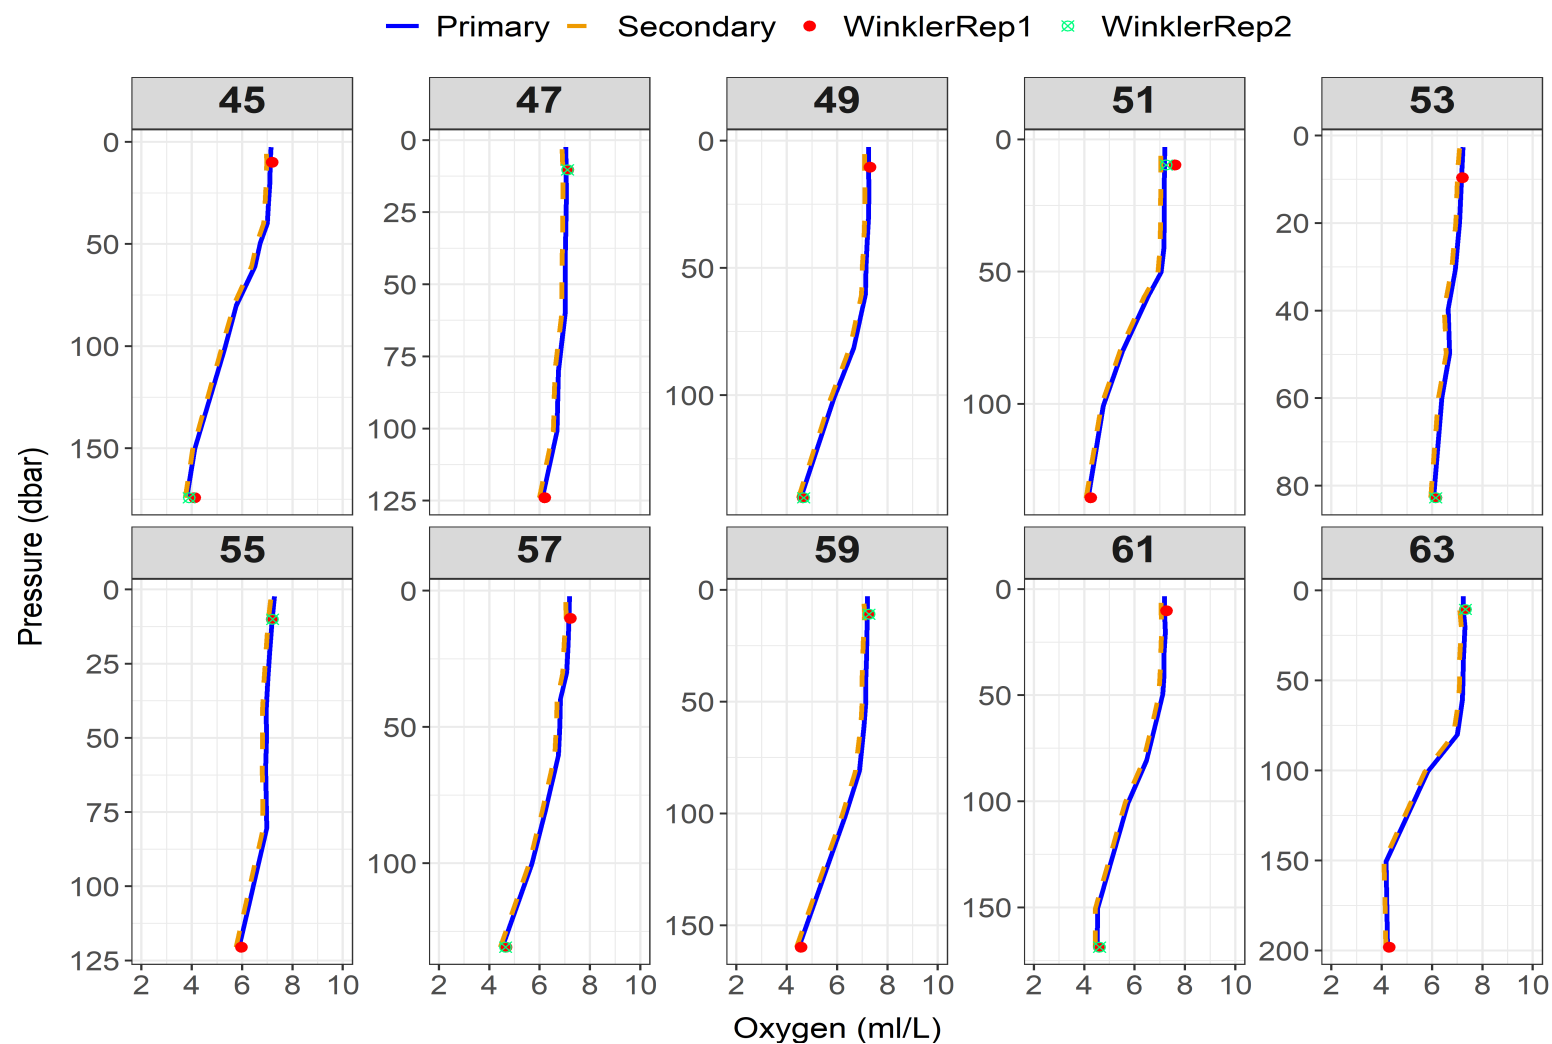 Primary Secondary WinklerRep1 WinklerRep2
45 47 49 51 53
0 50 100 150
0 25 50 75 100 125
0 50 100
0 50 100
0 20 40 60 80
Pressure (dbar)
55 57 59 61 63
0 25 50 75 100 125
0 50 100
0 50 100 150
0 50 100 150
0 50 100 150 200
2 4 6 8 10 2 4 6 8 10 2 4 6 8 10 2 4 6 8 10 2 4 6 8 10
Oxygen (ml/L)